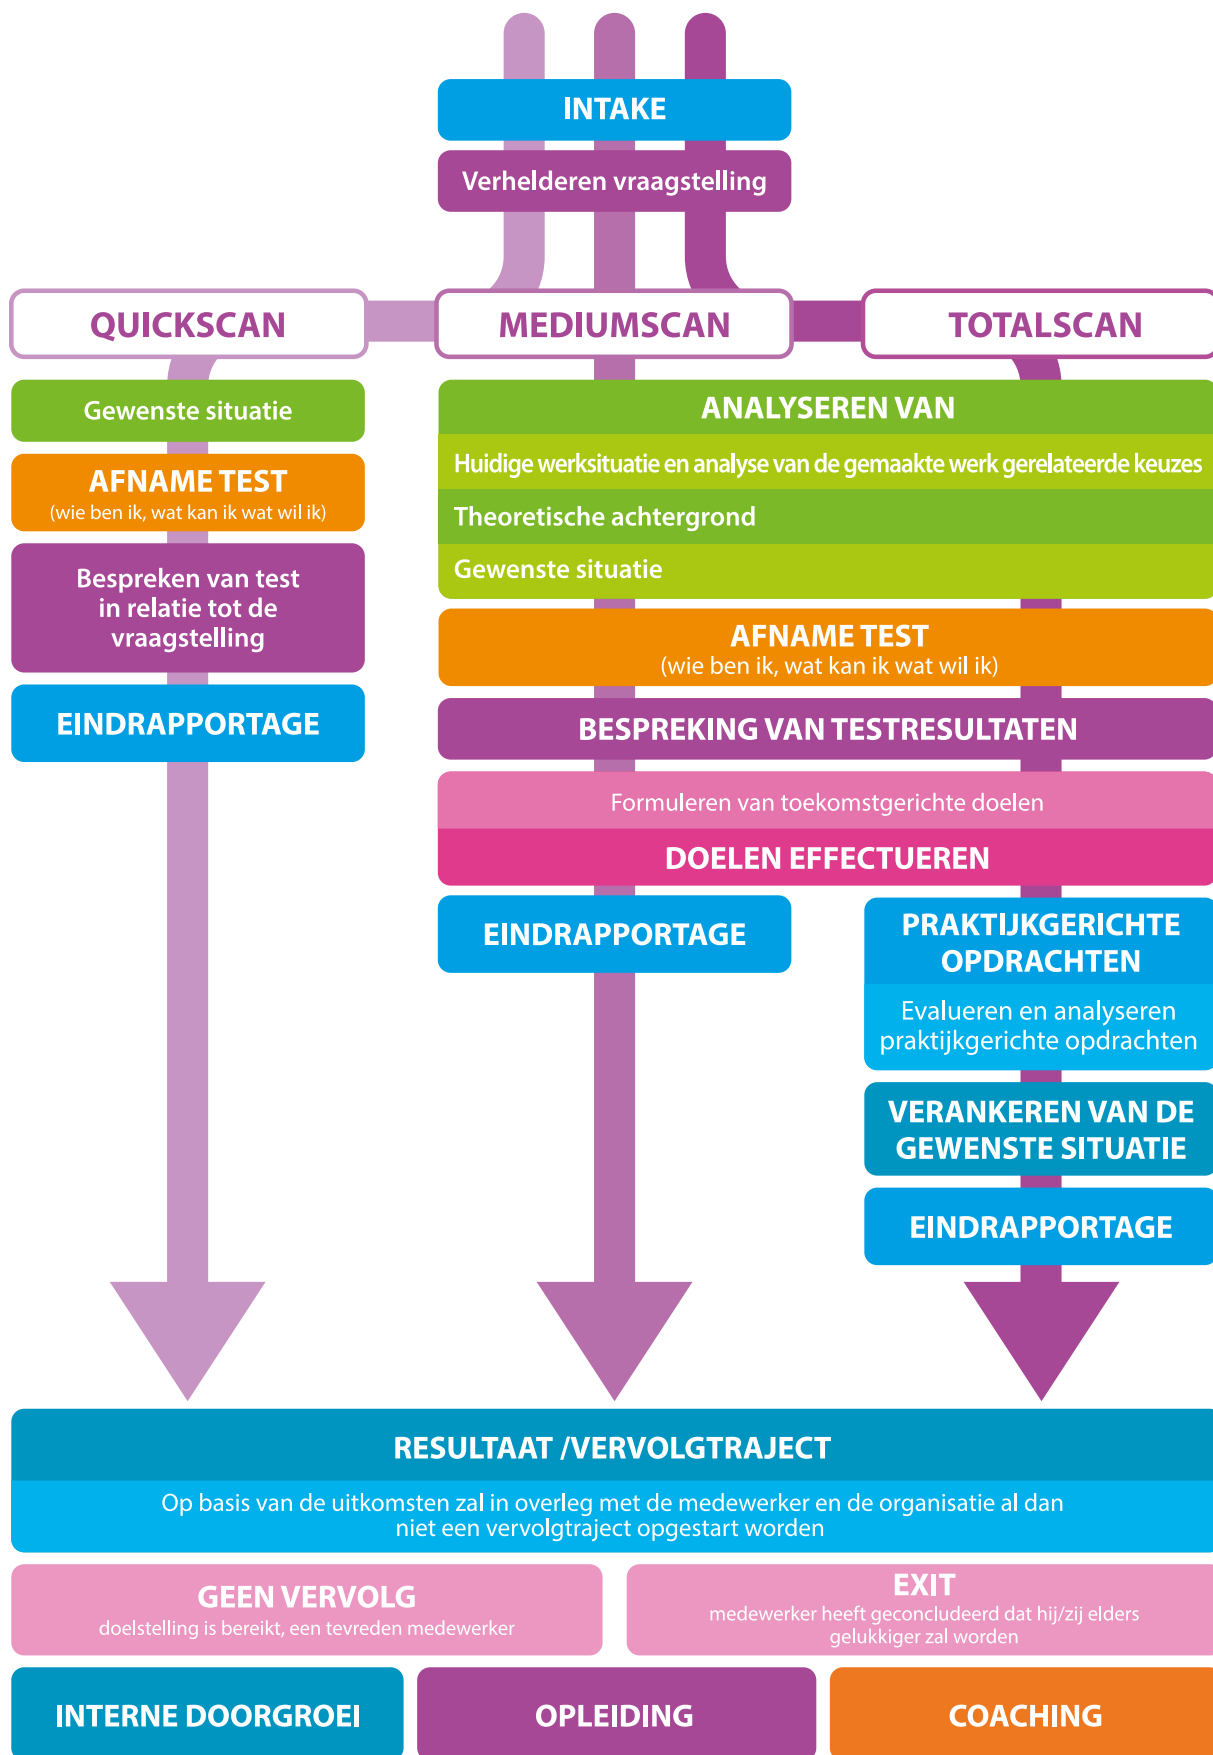 INTAKE
Verhelderen vraagstelling
QUICKSCAN
MEDIUMSCAN
TOTALSCAN
Gewenste situatie
AFNAME TEST
(wie ben ik, wat kan ik wat wil ik)
Bespreken van test
in relatie tot de
vraagstelling
EINDRAPPORTAGE
ANALYSEREN VAN
Huidige werksituatie en analyse van de gemaakte werk gerelateerde keuzes
Theoretische achtergrond
Gewenste situatie
AFNAME TEST
(wie ben ik, wat kan ik wat wil ik)
BESPREKING VAN TESTRESULTATEN
Formuleren van toekomstgerichte doelen
DOELEN EFFECTUEREN
EINDRAPPORTAGE
PRAKTIJKGERICHTE
OPDRACHTEN
Evalueren en analyseren
praktijkgerichte opdrachten
VERANKEREN VAN DE
GEWENSTE SITUATIE
EINDRAPPORTAGE
RESULTAAT /VERVOLGTRAJECT
Op basis van de uitkomsten zal in overleg met de medewerker en de organisatie al dan
niet een vervolgtraject opgestart worden
GEEN VERVOLG
doelstelling is bereikt, een tevreden medewerker
EXIT
medewerker heeft geconcludeerd dat hij/zij elders
gelukkiger zal worden
INTERNE DOORGROEI
OPLEIDING
COACHING